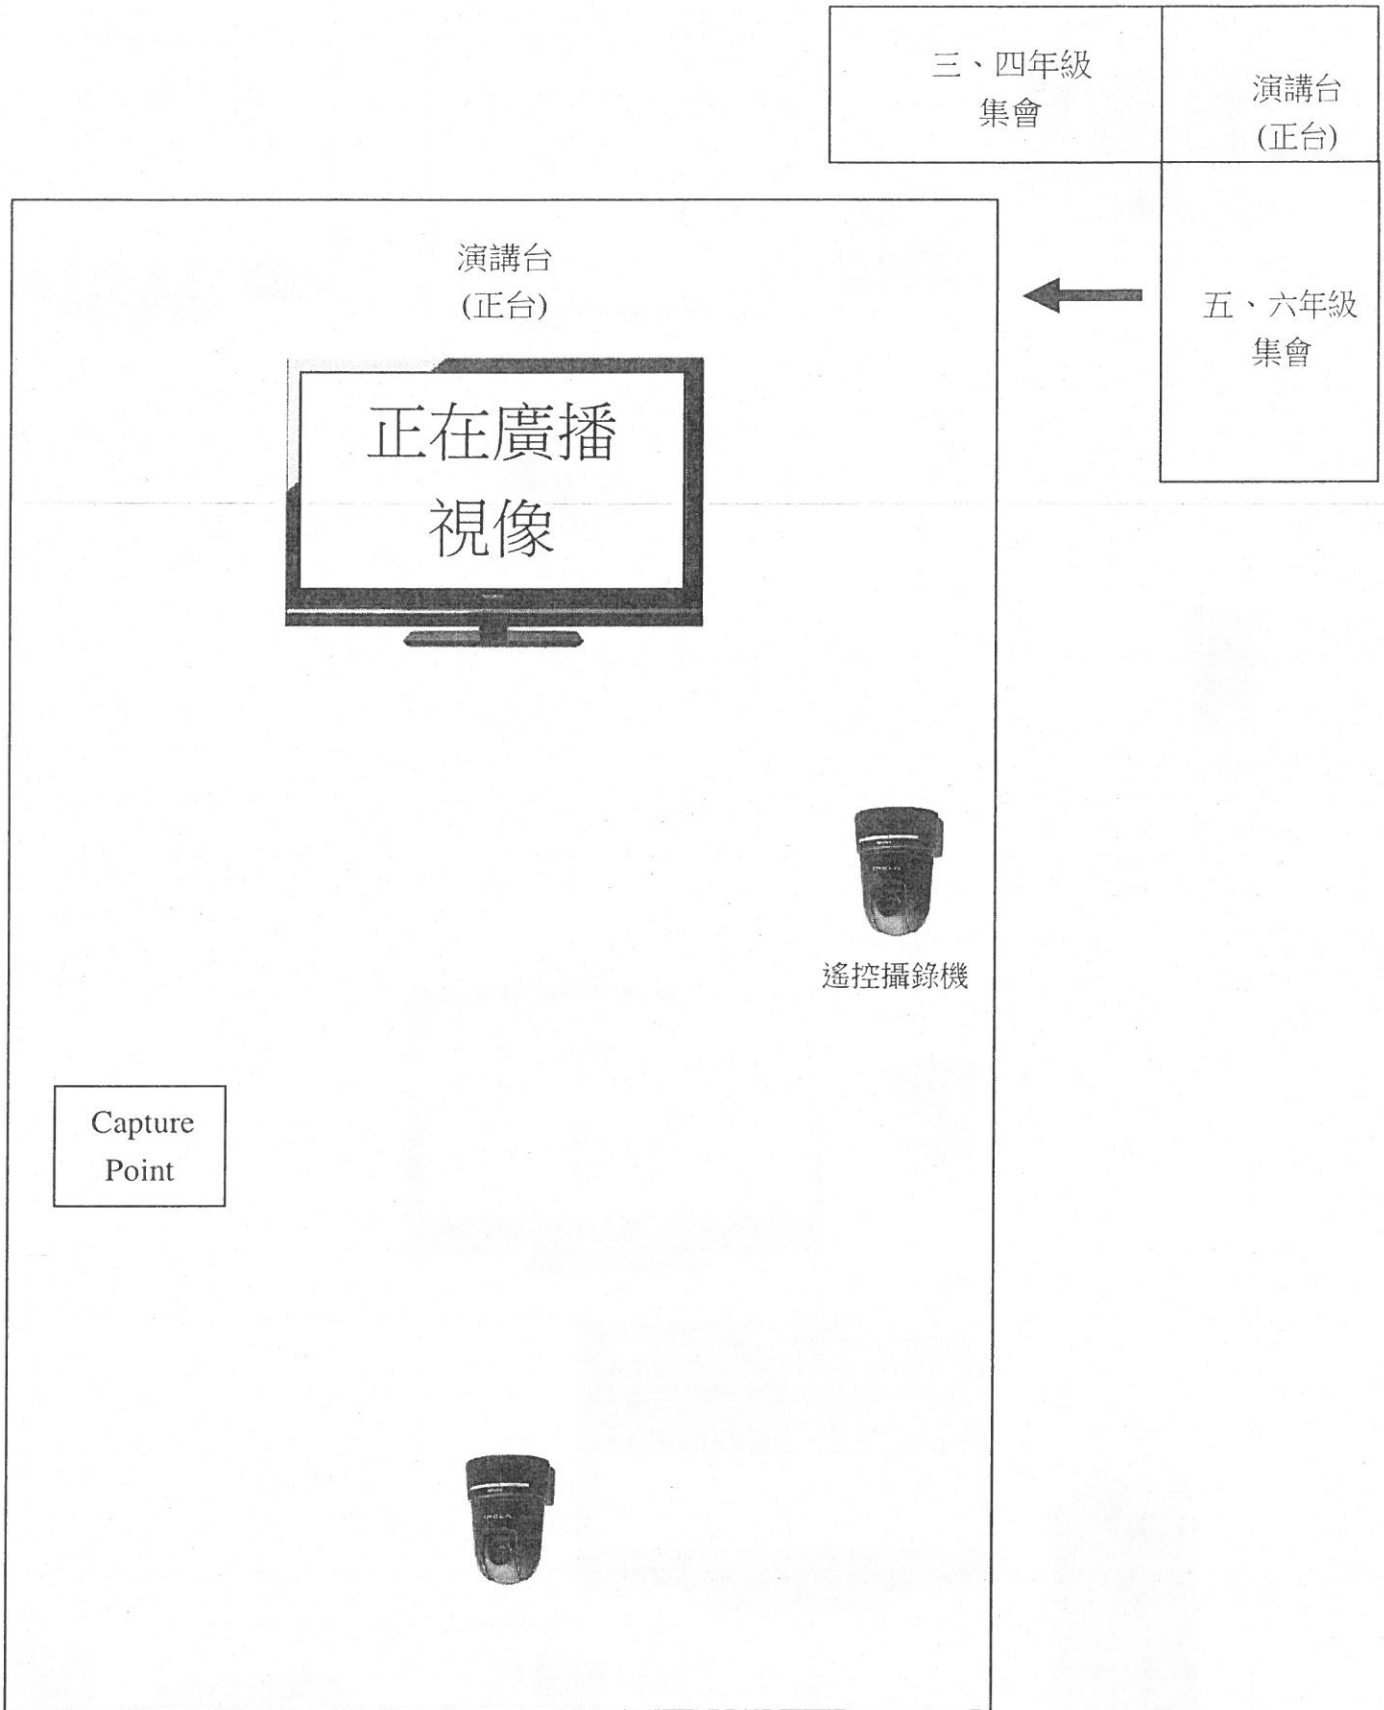 三、四年級
集會
演講台
(正台)
五、六年級
集會
演講台
(正台)
正在廣播
視像
遙控攝錄機
Capture
Point